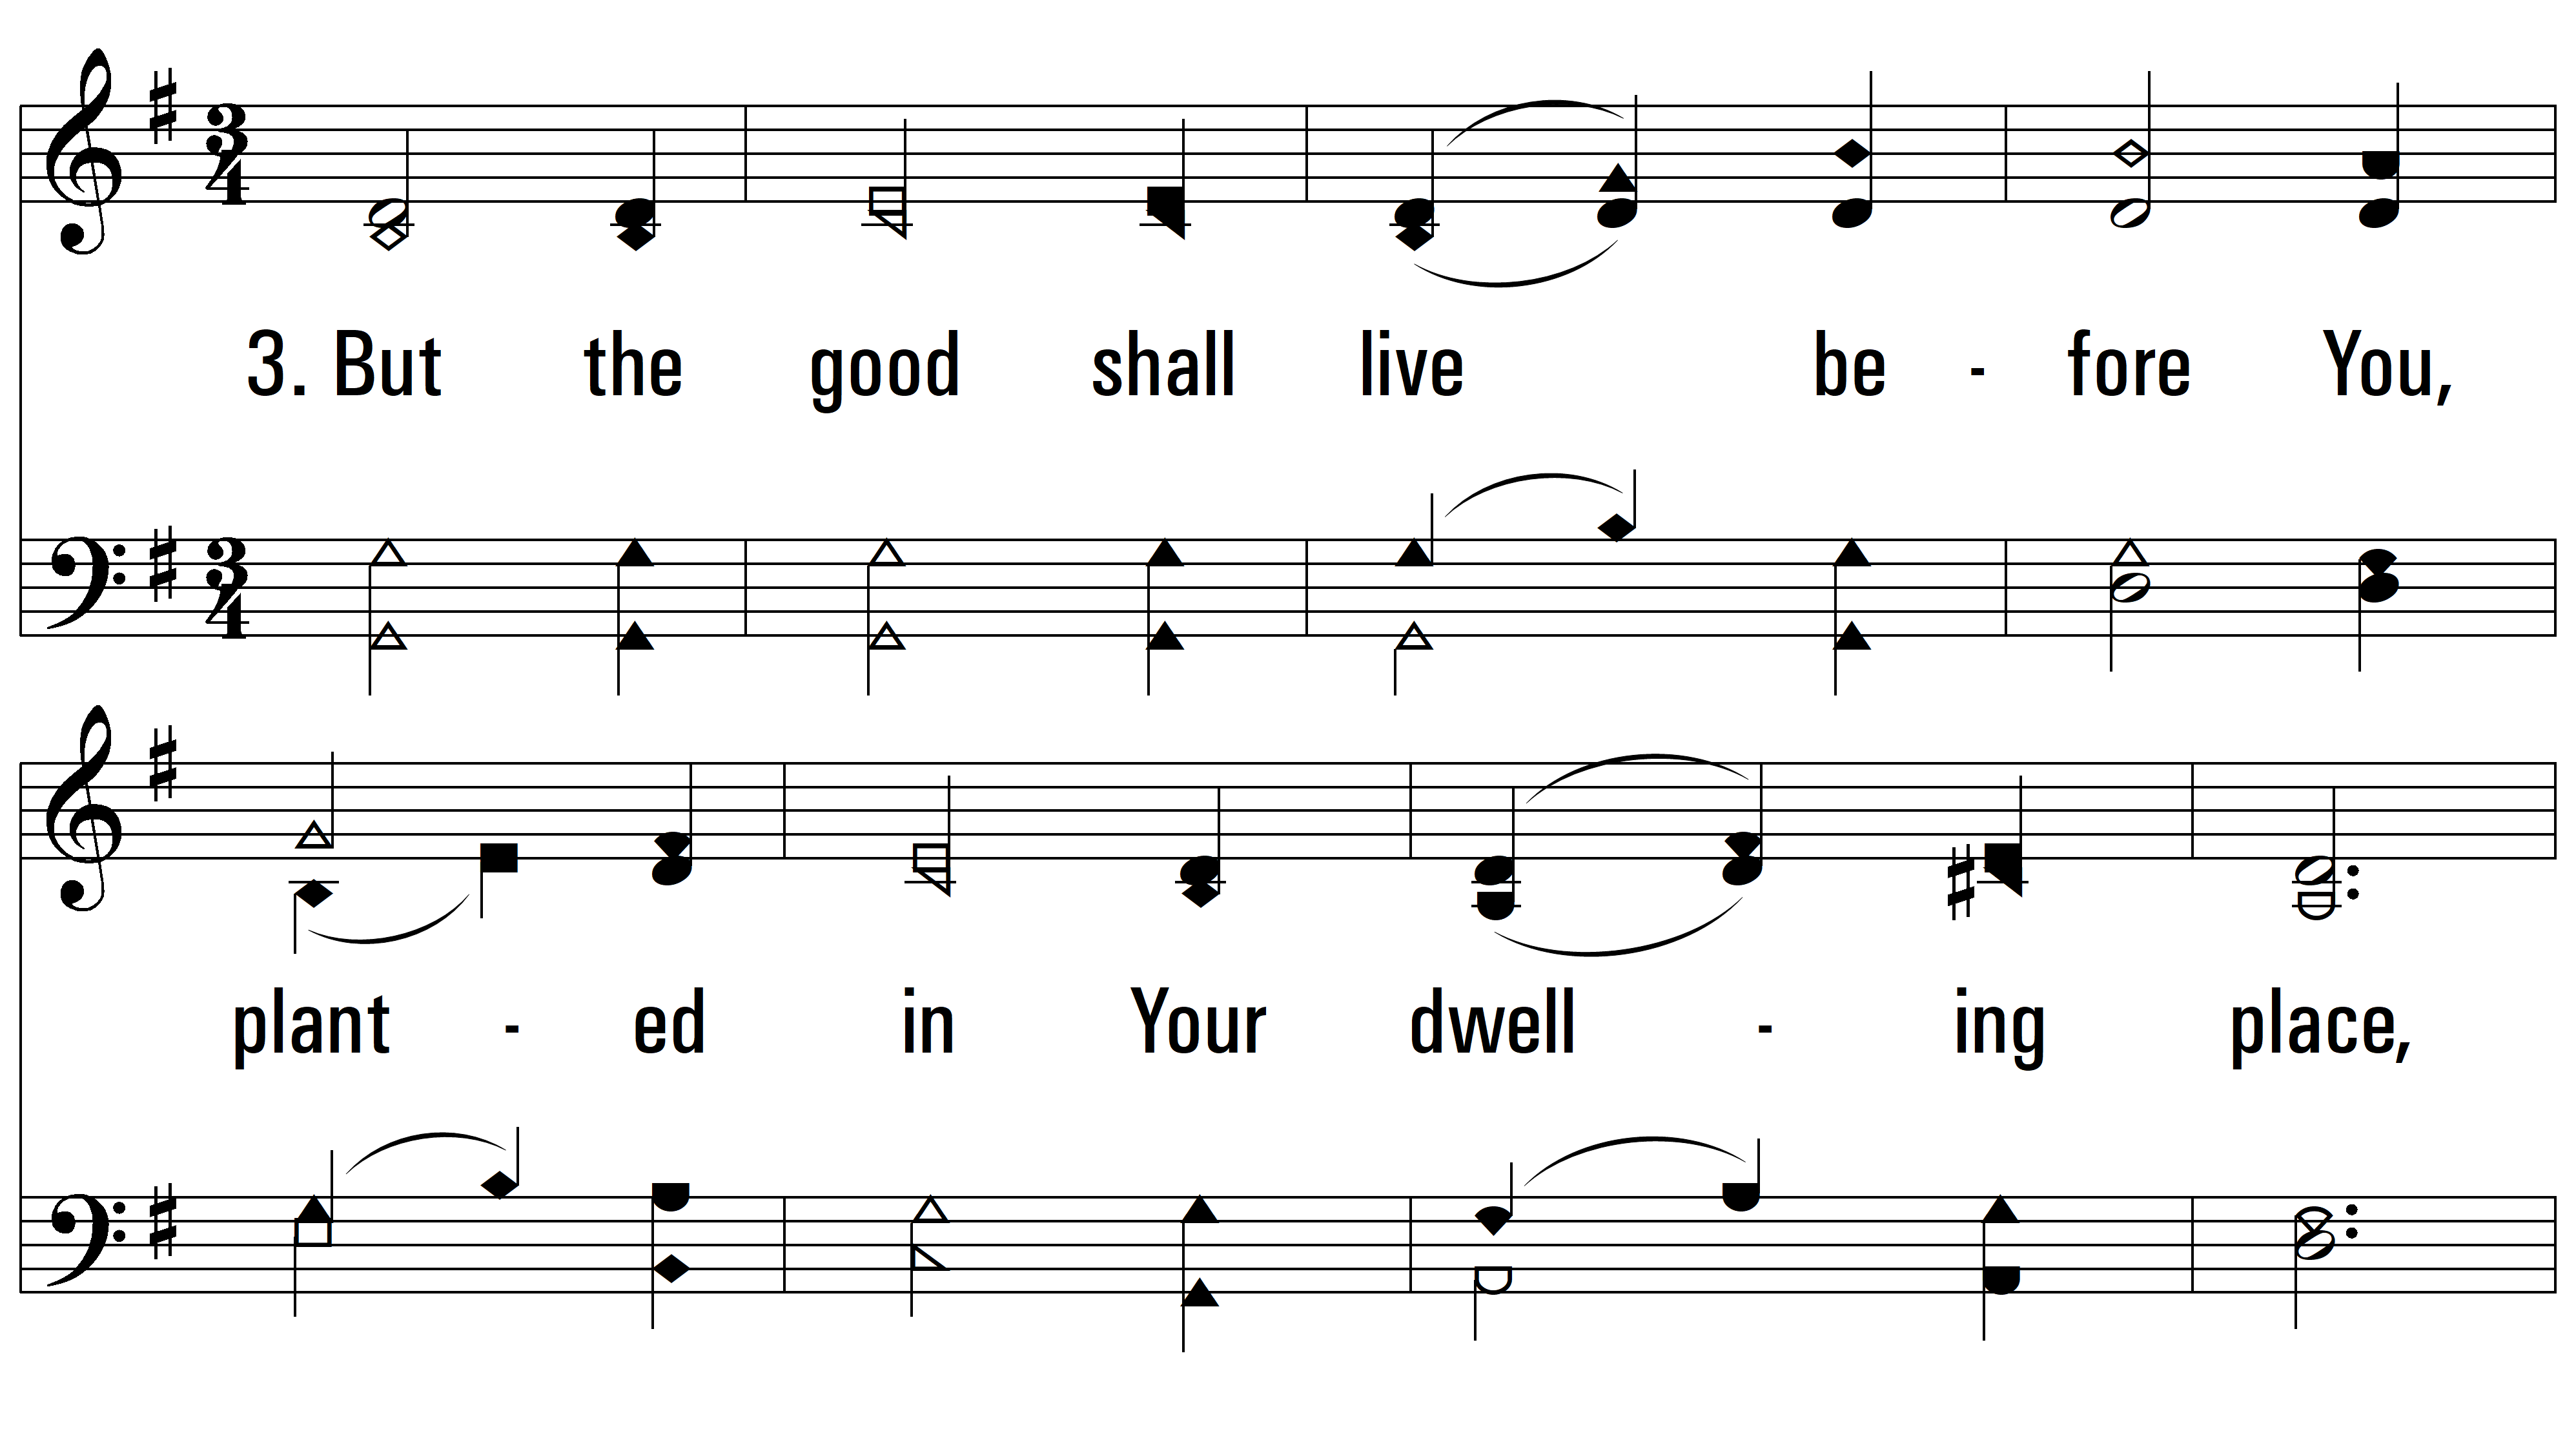 3. But the good shall live be - fore You,
plant - ed in Your dwell - ing place,